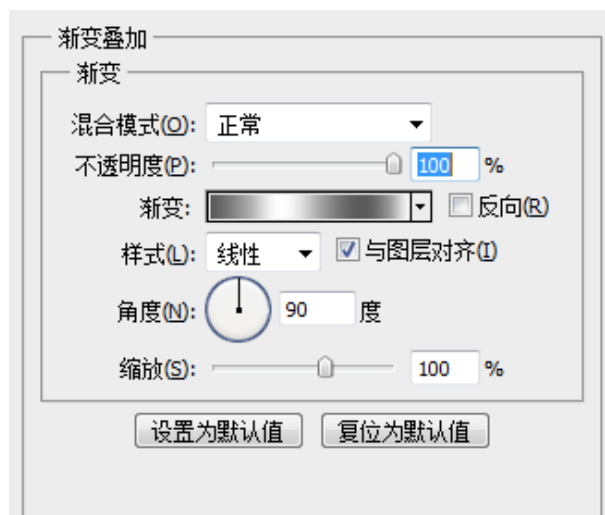 渐变叠加
渐变
混合模式(O): 正常
不透明度(P): 100 %
渐变: 反向(R)
样式(L): 线性 与图层对齐(I)
角度(N): 90 度
缩放(S): 100 %
设置为默认值 复位为默认值